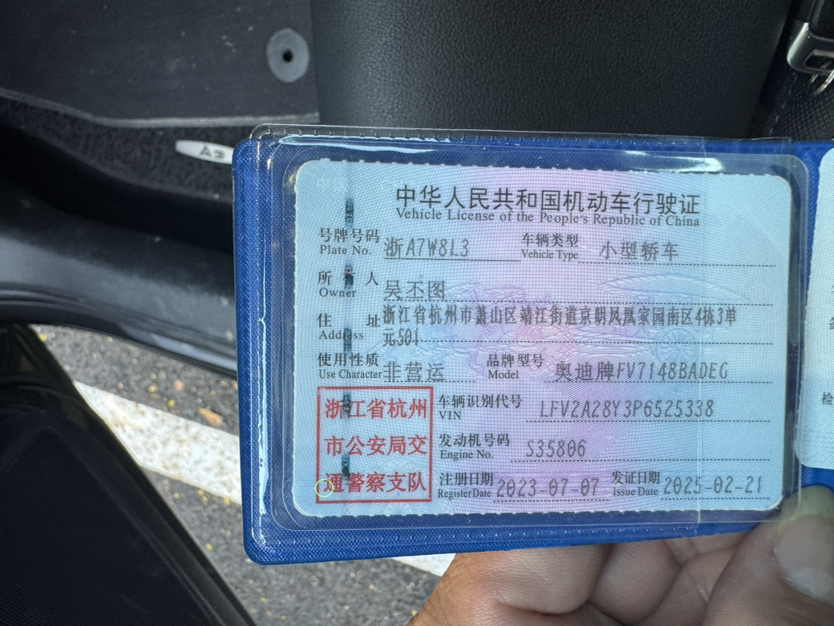 中华人民共和国机动车行驶证
Vehicle License of the People's Republic of China
号牌号码 Plate No. 浙A7W8L3 车辆类型 Vehicle Type 小型轿车
所有人 Owner 吴丕图
住址 Address 浙江省杭州市萧山区靖江街道京朝凤凰家园南区4栋3单
元501
使用性质 Use Character 非营运 品牌型号 Model 奥迪牌FV7148BADEG
浙江省杭州 车辆识别代号 VIN LFV2A28Y3P6525338
市公安局交 发动机号码 Engine No. S35806
通警察支队 注册日期 Register Date 2023-07-07 发证日期 Issue Date 2025-02-21